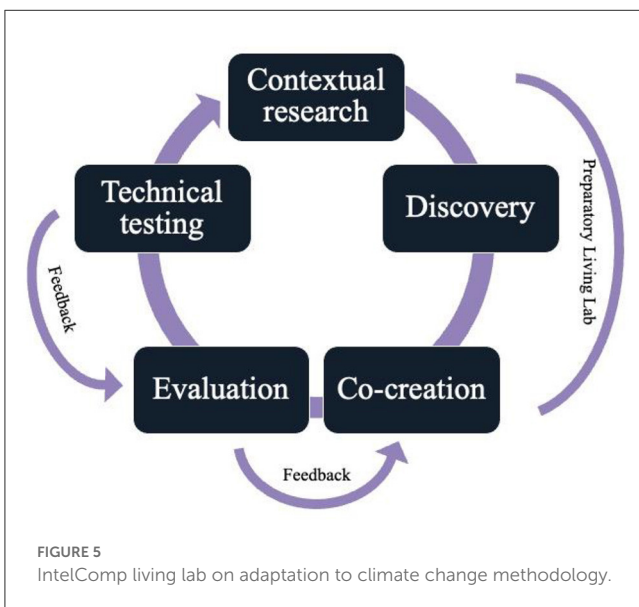 Contextual
research
Technical
testing
Discovery
Preparatory Living Lab
Feedback
Evaluation
Co-creation
Feedback
FIGURE 5
IntelComp living lab on adaptation to climate change methodology.